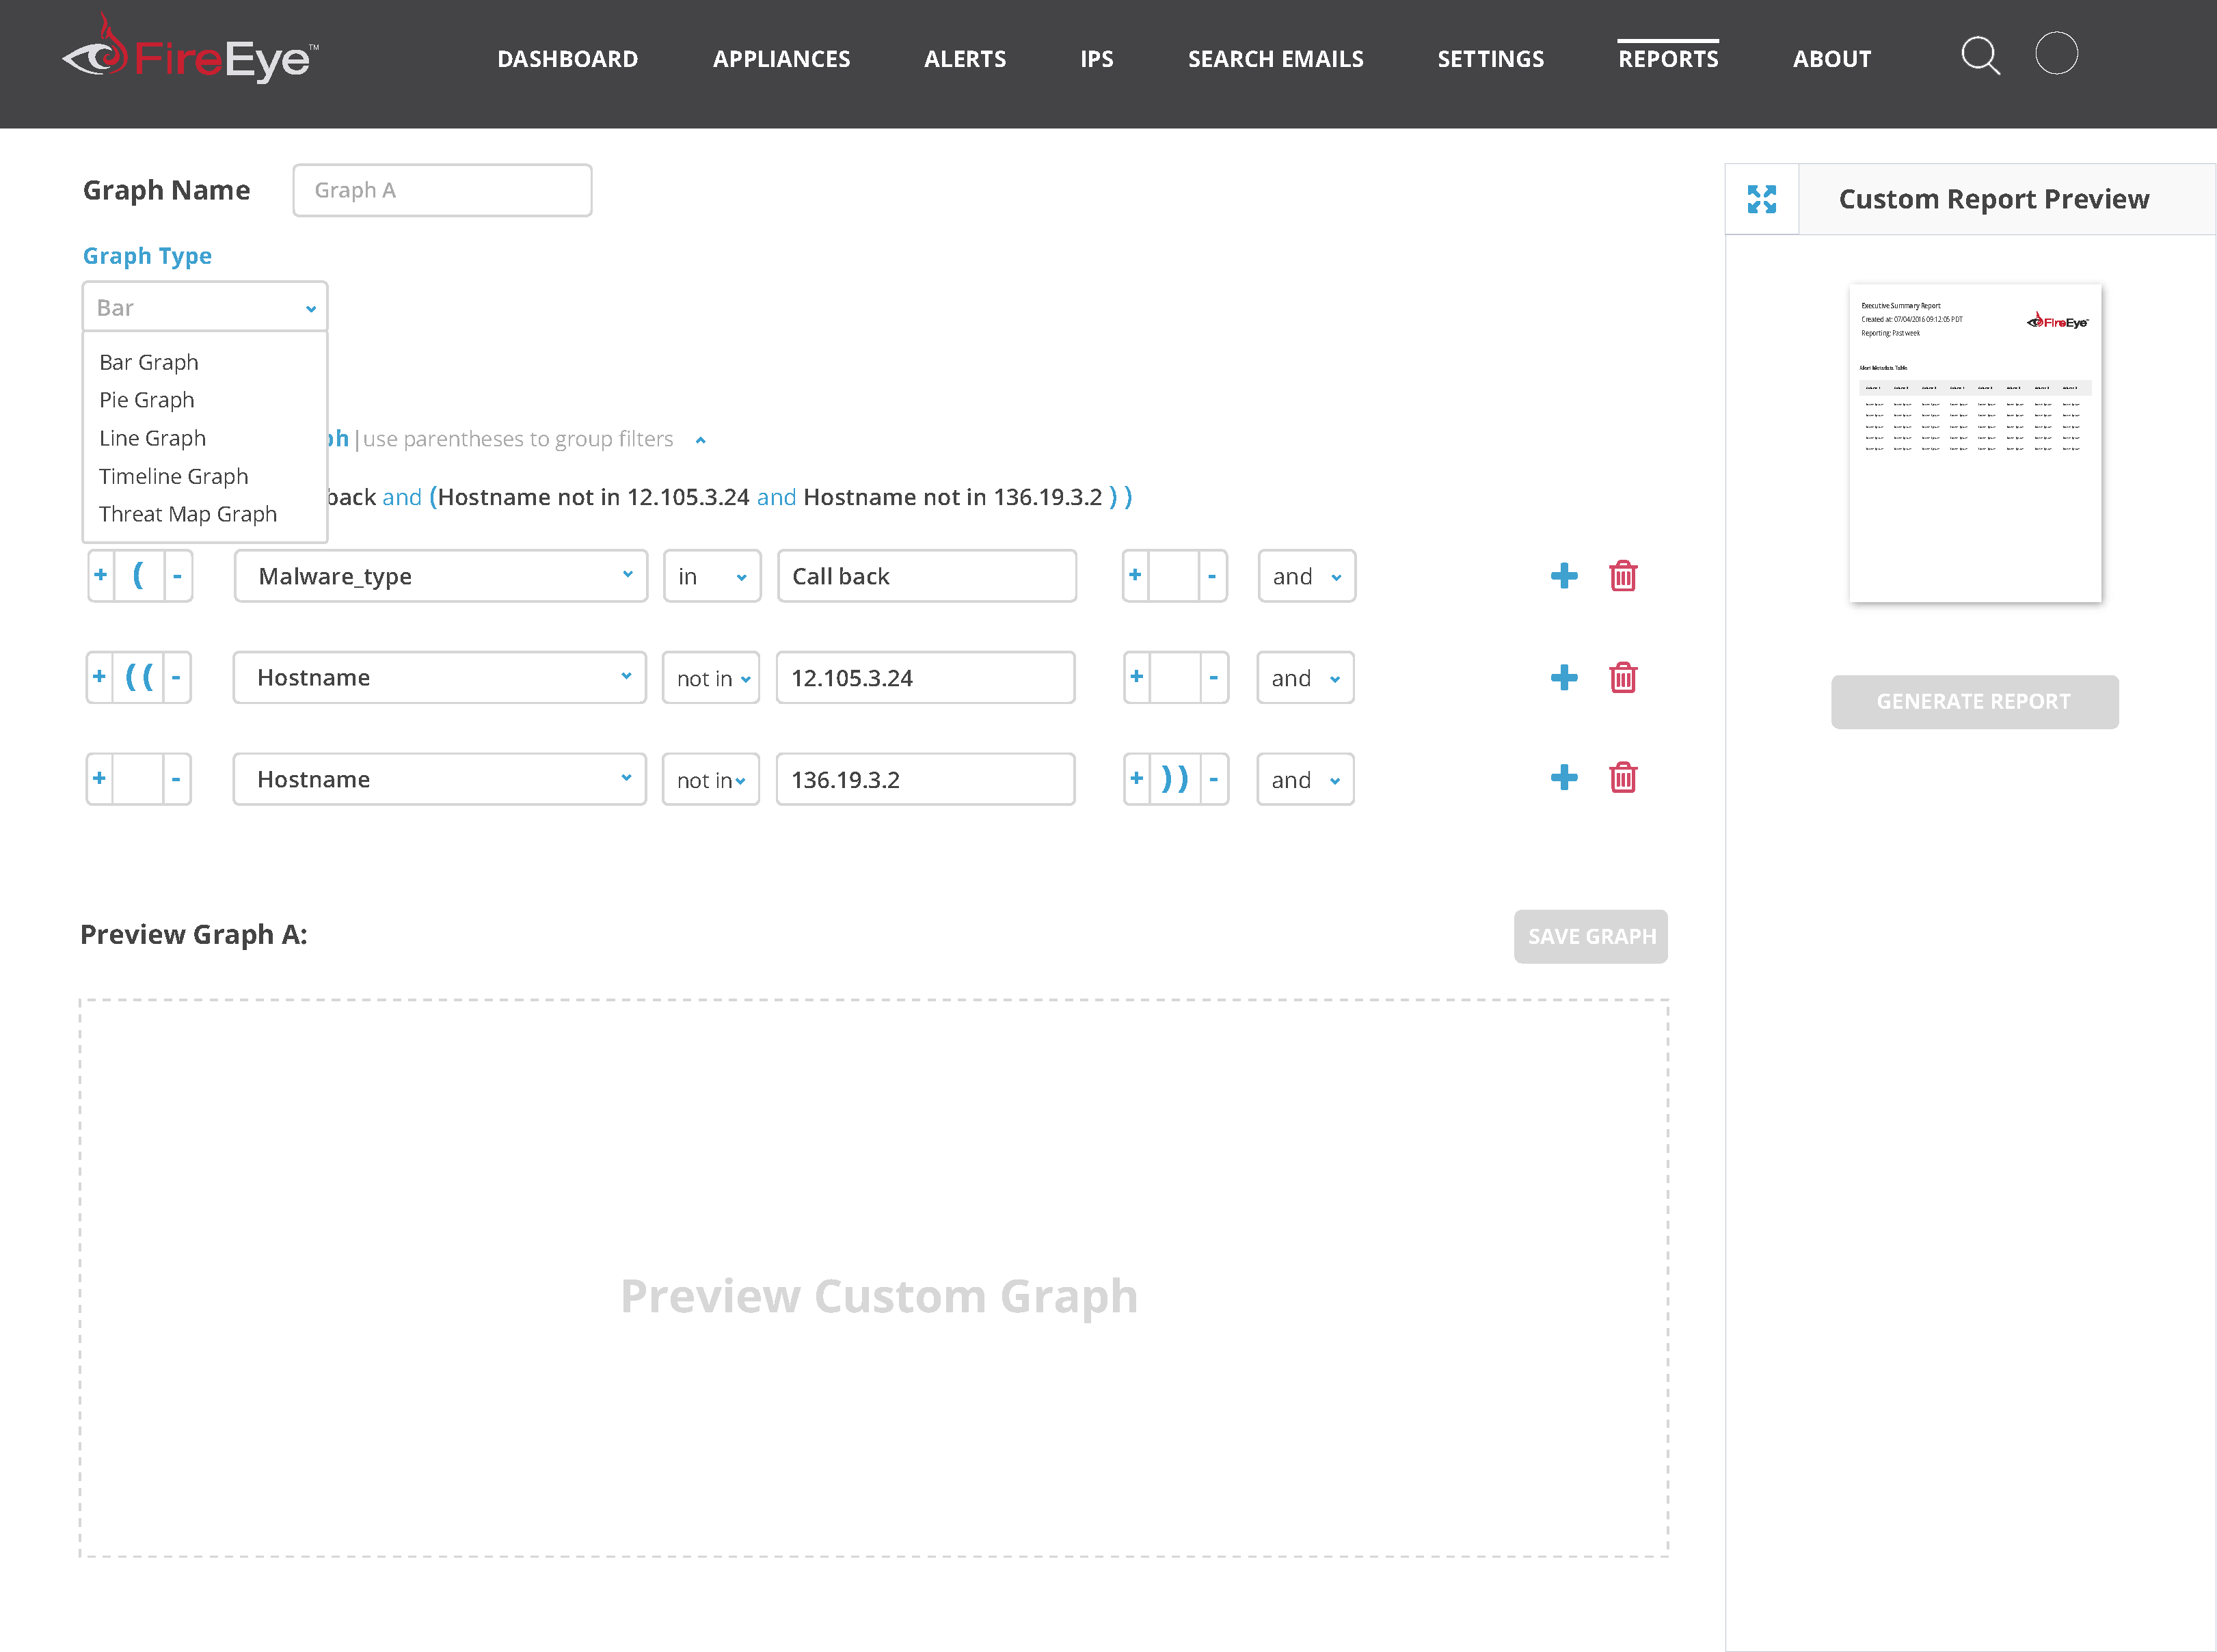 FireEye™
DASHBOARD APPLIANCES ALERTS IPS SEARCH EMAILS SETTINGS REPORTS ABOUT
Graph Name Graph A
Graph Type
Bar
Bar Graph
Pie Graph
Line Graph
Timeline Graph
Threat Map Graph
|use parentheses to group filters
back and (Hostname not in 12.105.3.24 and Hostname not in 136.19.3.2 ) )
+ ( - Malware_type in Call back + - and +
+ ( ( - Hostname not in 12.105.3.24 + - and +
+ - Hostname not in 136.19.3.2 + ) ) - and +
Preview Graph A: SAVE GRAPH
Preview Custom Graph
Custom Report Preview
Executive Summary Report
Created at: 07/04/2016 09:12:05 PDT
Reporting: Past week
FireEye
Alert Metadata Table
GENERATE REPORT